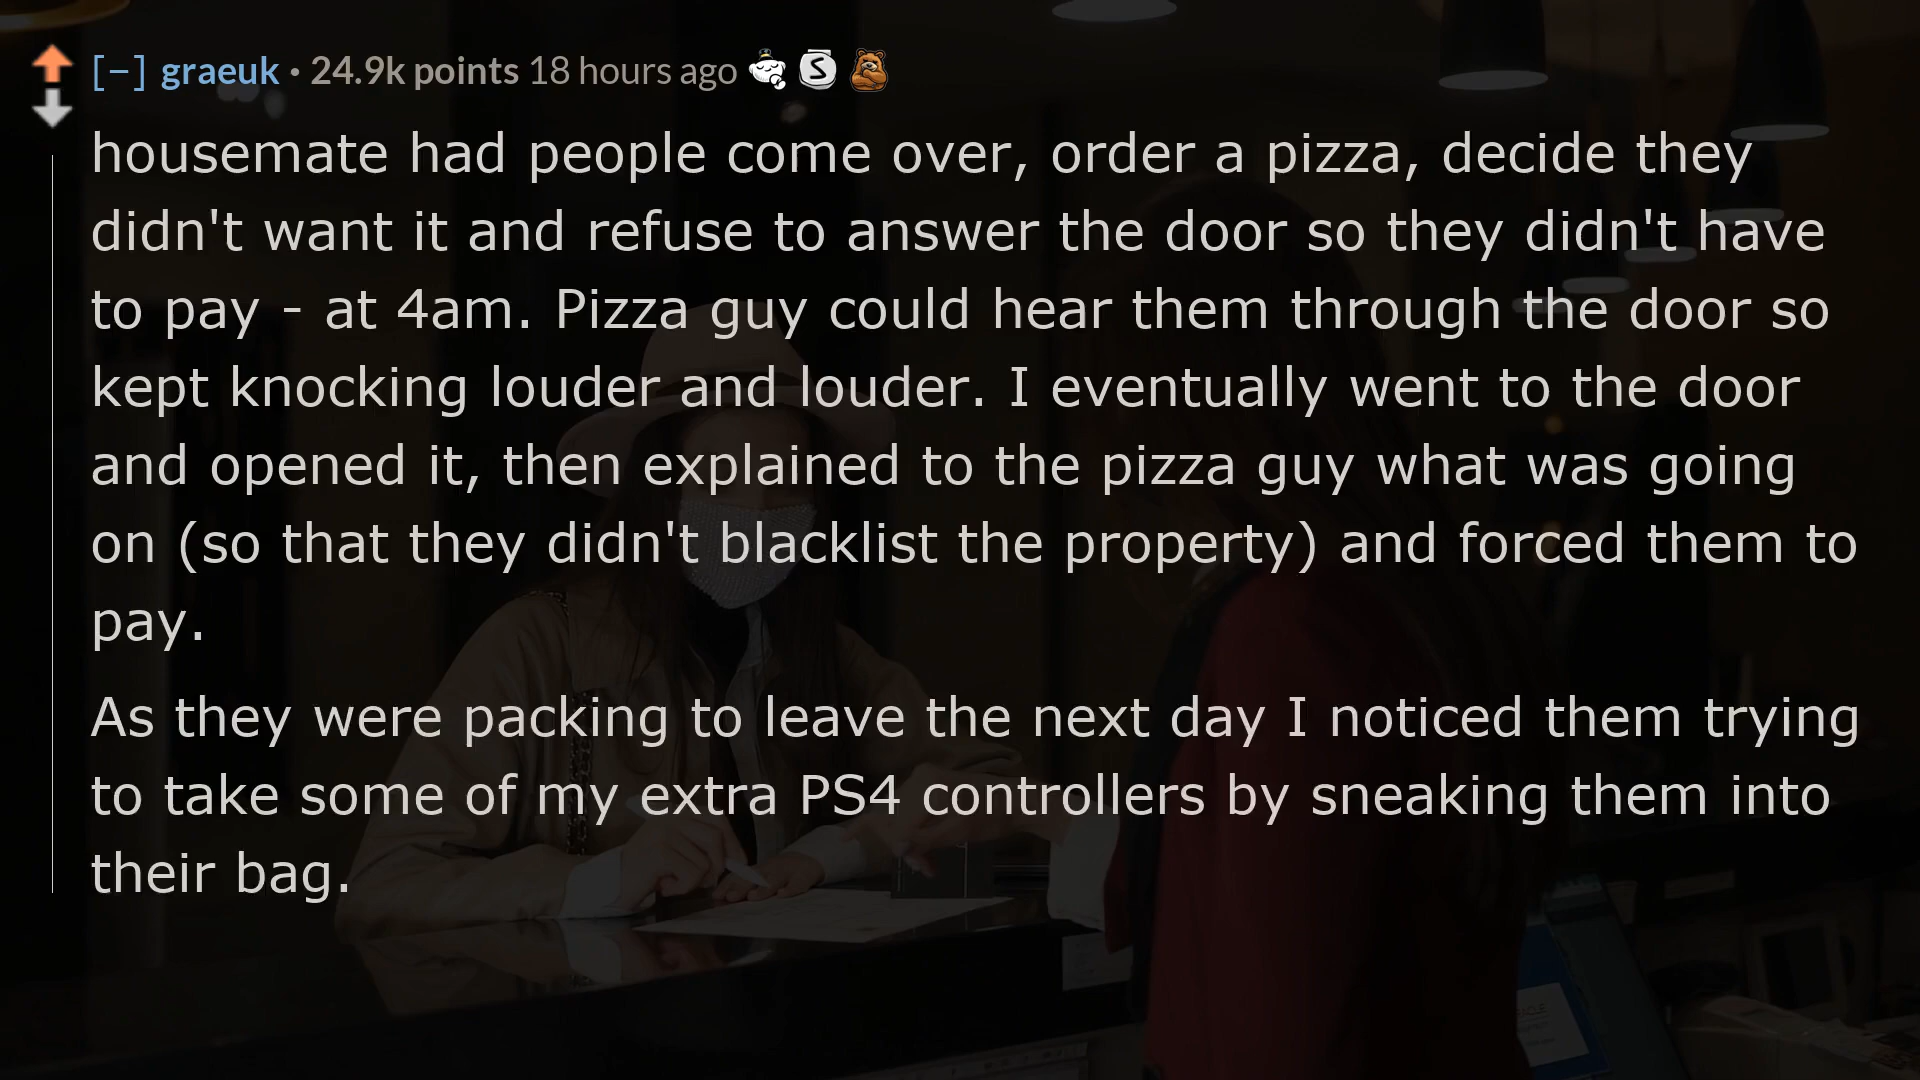 [–] graeuk • 24.9k points 18 hours ago
housemate had people come over, order a pizza, decide they
didn't want it and refuse to answer the door so they didn't have
to pay - at 4am. Pizza guy could hear them through the door so
kept knocking louder and louder. I eventually went to the door
and opened it, then explained to the pizza guy what was going
on (so that they didn't blacklist the property) and forced them to
pay.
As they were packing to leave the next day I noticed them trying
to take some of my extra PS4 controllers by sneaking them into
their bag.